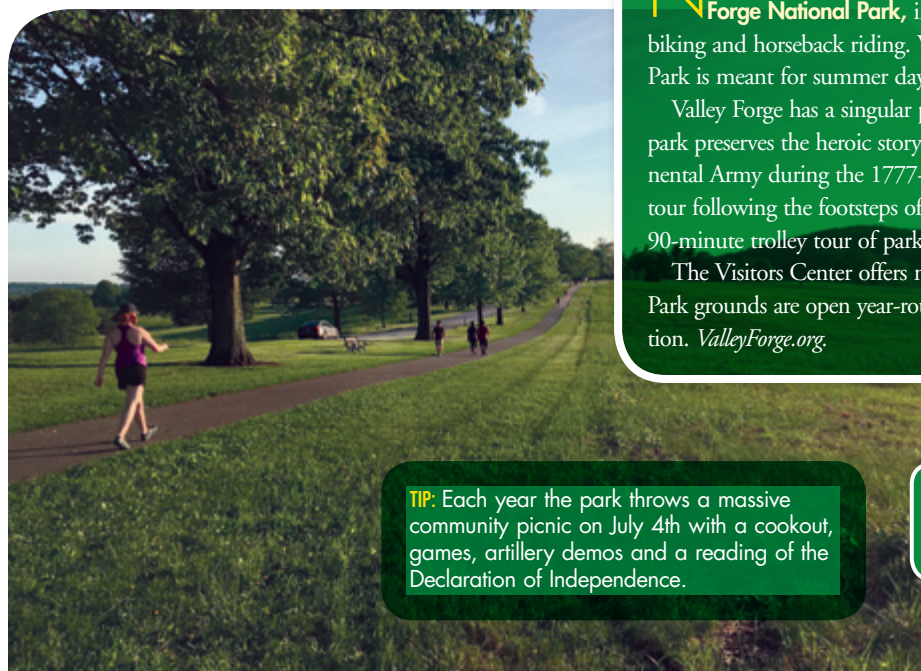 Forge National Park,
biking and horseback riding.
Park is meant for summer
Valley Forge has a singular
park preserves the heroic story
nental Army during the 1777-
tour following the footsteps of
90-minute trolley tour of park
The Visitors Center offers
Park grounds are open year-
tion. ValleyForge.org.
TIP: Each year the park throws a massive
community picnic on July 4th with a cookout,
games, artillery demos and a reading of the
Declaration of Independence.